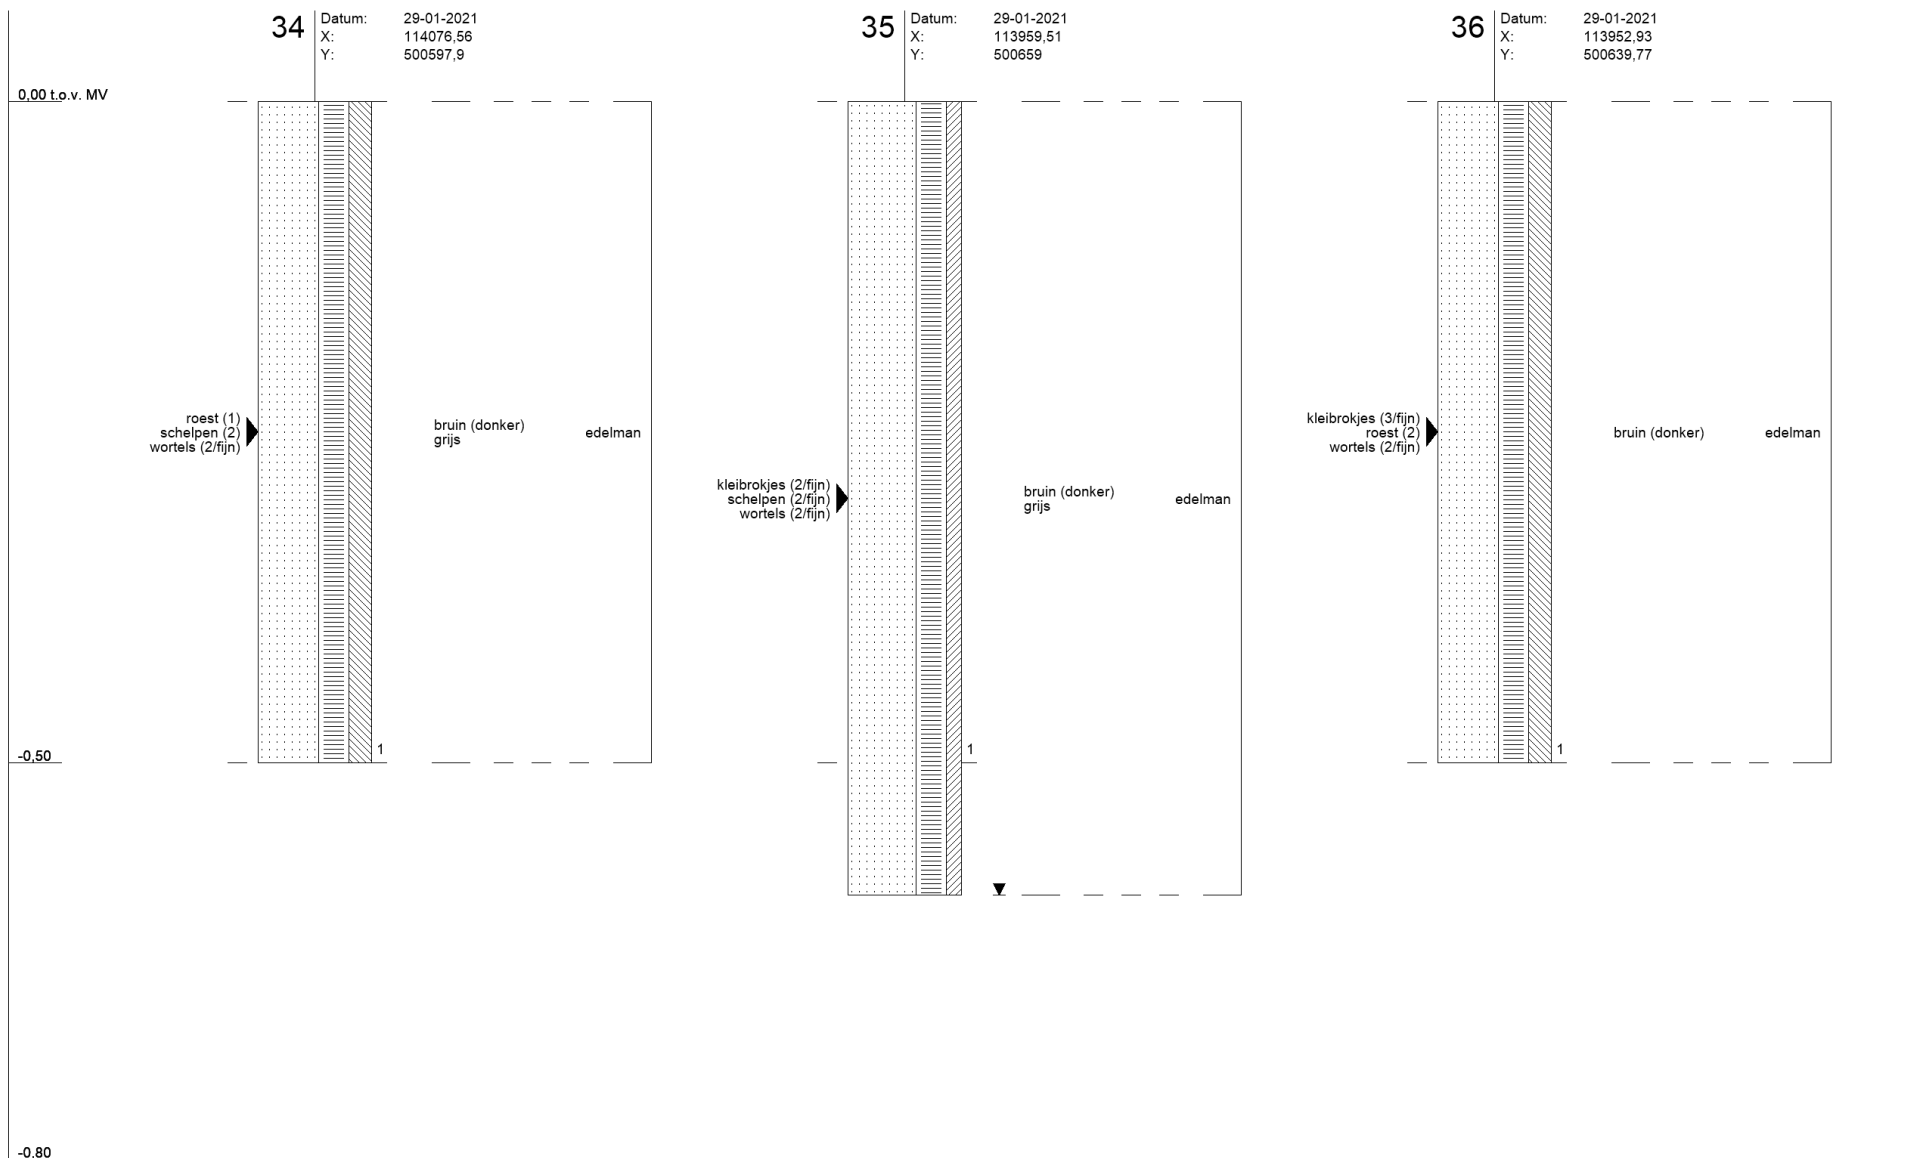 34
Datum: 29-01-2021
X: 114076,56
Y: 500597,9
35
Datum: 29-01-2021
X: 113959,51
Y: 500659
36
Datum: 29-01-2021
X: 113952,93
Y: 500639,77
0,00 t.o.v. MV
roest (1)
schelpen (2)
wortels (2/fijn)
bruin (donker)
grijs
edelman
1
kleibrokjes (2/fijn)
schelpen (2/fijn)
wortels (2/fijn)
bruin (donker)
grijs
edelman
1
kleibrokjes (3/fijn)
roest (2)
wortels (2/fijn)
bruin (donker)
edelman
1
-0,50
-0,80